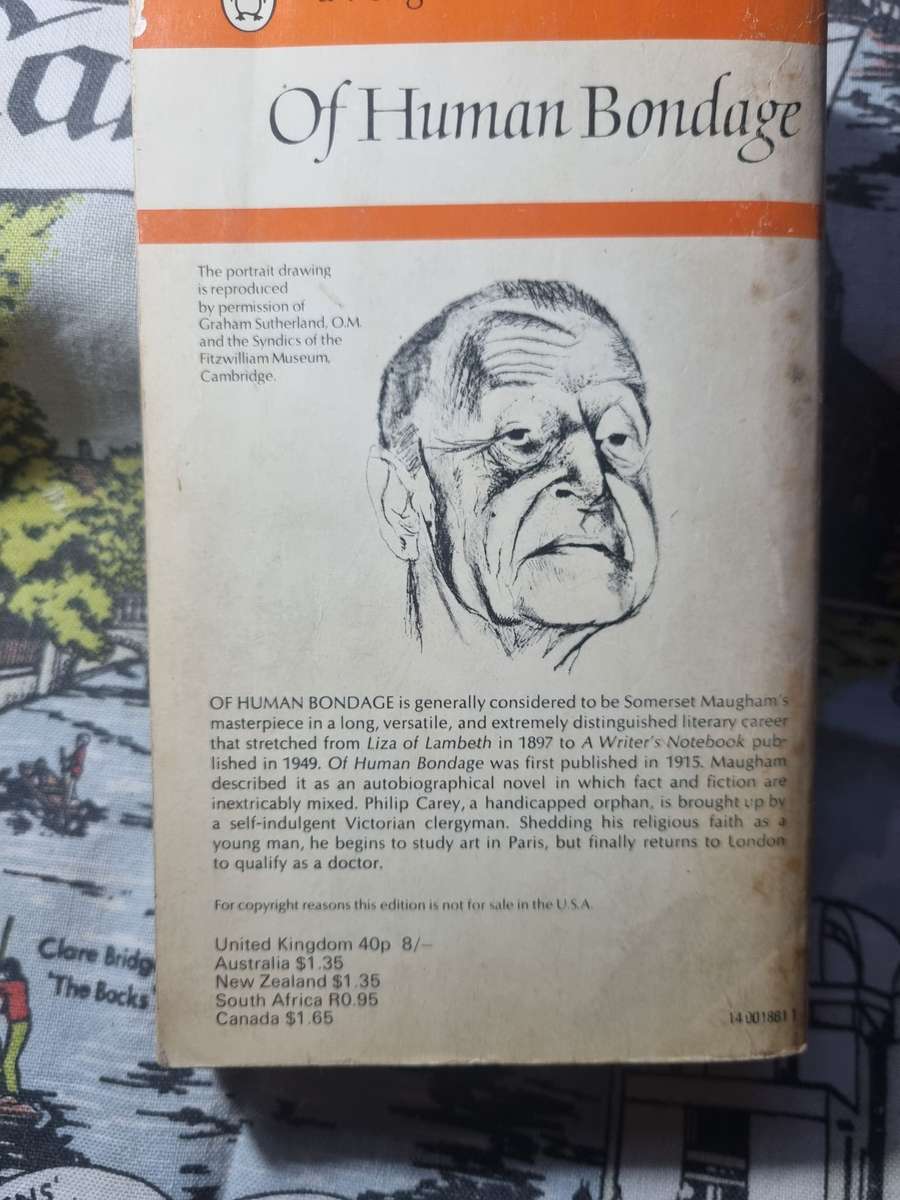 Of Human Bondage
The portrait drawing
is reproduced
by permission of
Graham Sutherland, O.M.
and the Syndics of the
Fitzwilliam Museum,
Cambridge.
OF HUMAN BONDAGE is generally considered to be Somerset Maugham's
masterpiece in a long, versatile, and extremely distinguished literary career
that stretched from Liza of Lambeth in 1897 to A Writer's Notebook pub-
lished in 1949. Of Human Bondage was first published in 1915. Maugham
described it as an autobiographical novel in which fact and fiction are
inextricably mixed. Philip Carey, a handicapped orphan, is brought up by
a self-indulgent Victorian clergyman. Shedding his religious faith as a
young man, he begins to study art in Paris, but finally returns to London
to qualify as a doctor.
For copyright reasons this edition is not for sale in the U.S.A.
United Kingdom 40p 8/–
Australia $1.35
New Zealand $1.35
South Africa R0.95
Canada $1.65
14 001861 1
Clare Bridge
'The Backs'